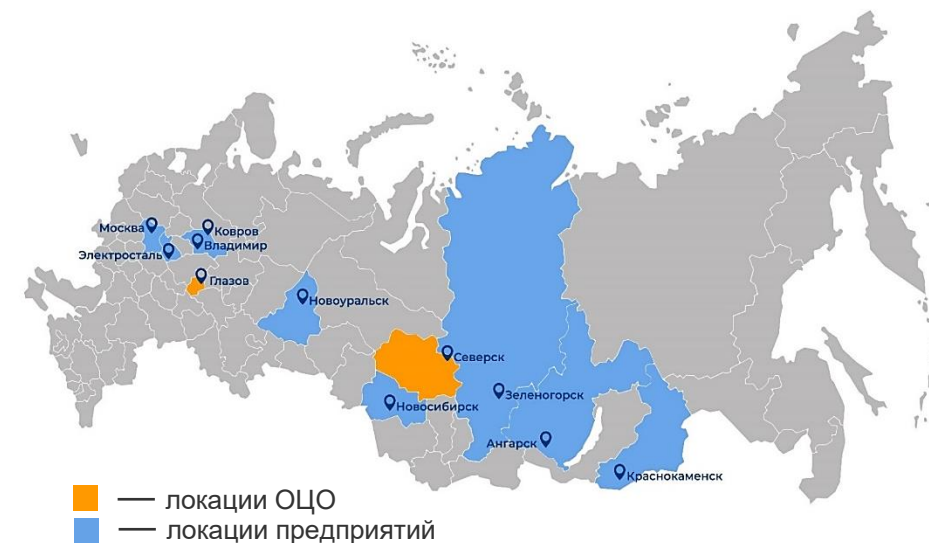 Москва
Ковров
Владимир
Электросталь
Глазов
Новоуральск
Северск
Зеленогорск
Новосибирск
Ангарск
Краснокаменск
— локации ОЦО
— локации предприятий